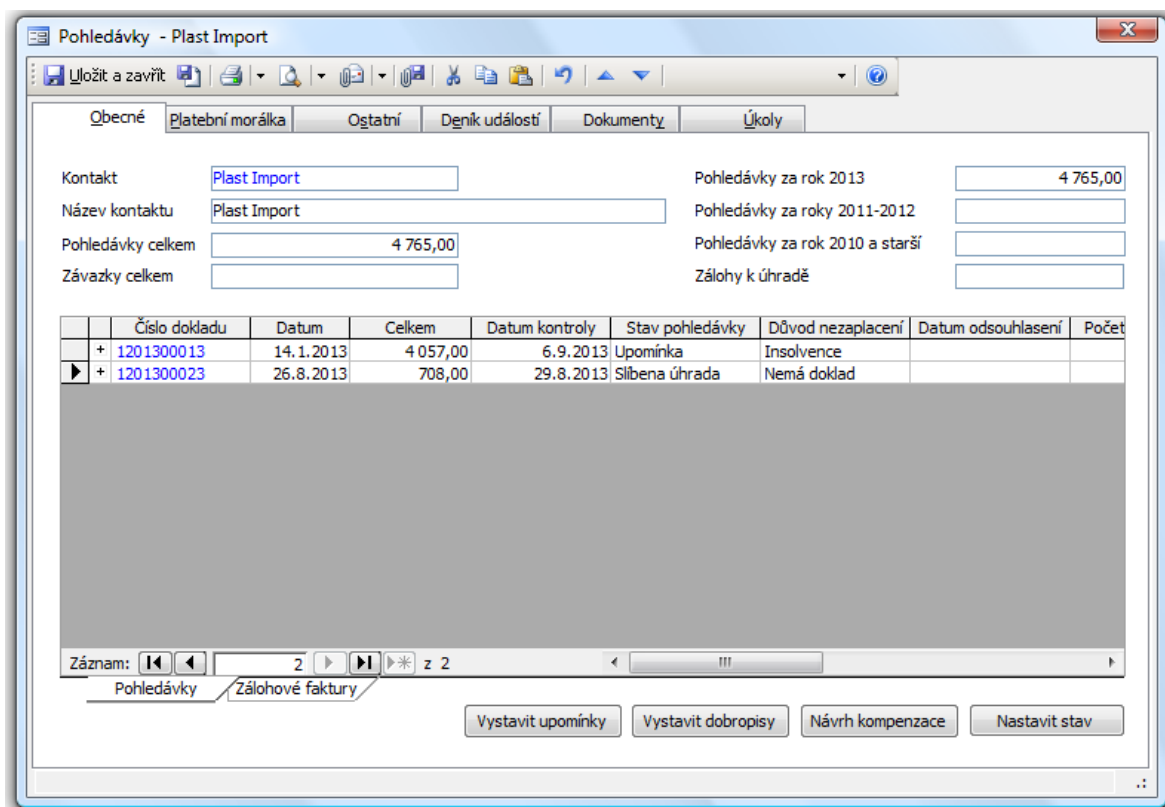 Pohledávky - Plast Import
Uložit a zavřít
Obecné Platební morálka Ostatní Deník událostí Dokumenty Úkoly
Kontakt Plast Import Pohledávky za rok 2013 4 765,00
Název kontaktu Plast Import Pohledávky za roky 2011-2012
Pohledávky celkem 4 765,00 Pohledávky za rok 2010 a starší
Závazky celkem Zálohy k úhradě
Číslo dokladu Datum Celkem Datum kontroly Stav pohledávky Důvod nezaplacení Datum odsouhlasení Počet
+ 1201300013 14.1.2013 4 057,00 6.9.2013 Upomínka Insolvence
+ 1201300023 26.8.2013 708,00 29.8.2013 Slíbena úhrada Nemá doklad
Záznam: 2 z 2
Pohledávky Zálohové faktury
Vystavit upomínky Vystavit dobropisy Návrh kompenzace Nastavit stav